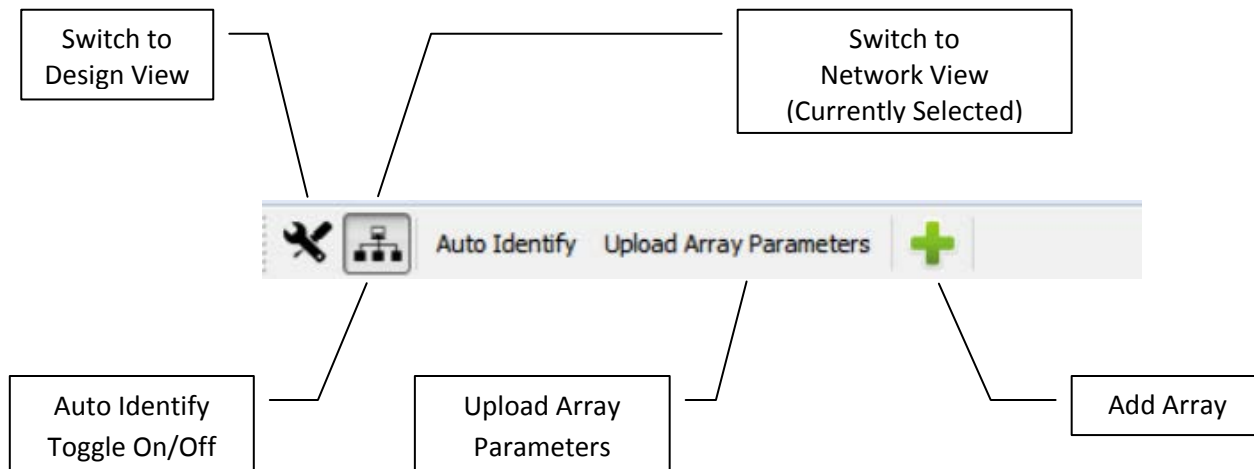 Switch to
Design View
Switch to
Network View
(Currently Selected)
Auto Identify Upload Array Parameters
Auto Identify
Toggle On/Off
Upload Array
Parameters
Add Array